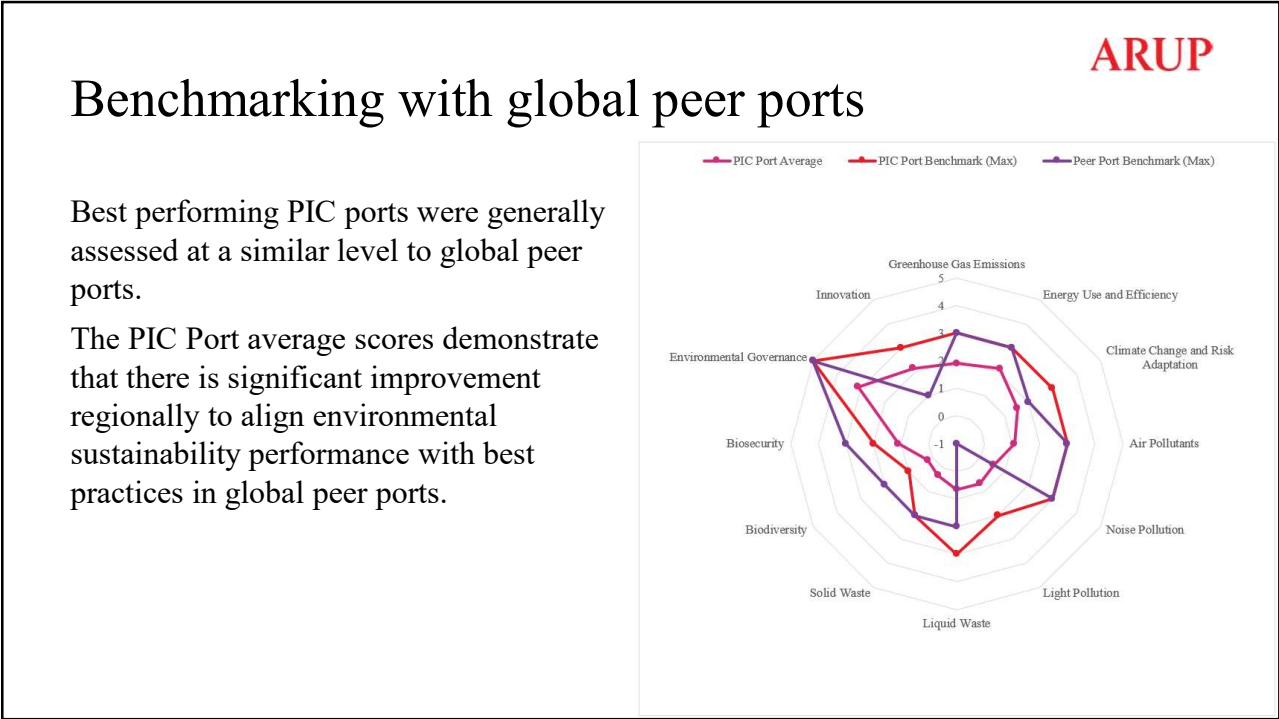 ARUP
Benchmarking with global peer ports
Best performing PIC ports were generally
assessed at a similar level to global peer
ports.
The PIC Port average scores demonstrate
that there is significant improvement
regionally to align environmental
sustainability performance with best
practices in global peer ports.
PIC Port Average PIC Port Benchmark (Max) Peer Port Benchmark (Max)
Greenhouse Gas Emissions
Energy Use and Efficiency
Climate Change and Risk
Adaptation
Air Pollutants
Noise Pollution
Light Pollution
Liquid Waste
Solid Waste
Biodiversity
Biosecurity
Environmental Governance
Innovation
5
4
3
2
1
0
-1